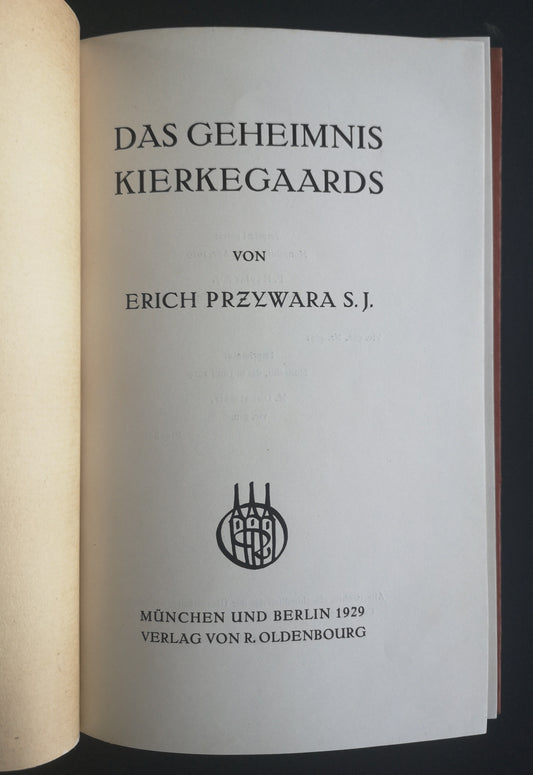 DAS GEHEIMNIS
KIERKEGAARDS
VON
ERICH PRZYWARA S. J.
MÜNCHEN UND BERLIN 1929
VERLAG VON R. OLDENBOURG